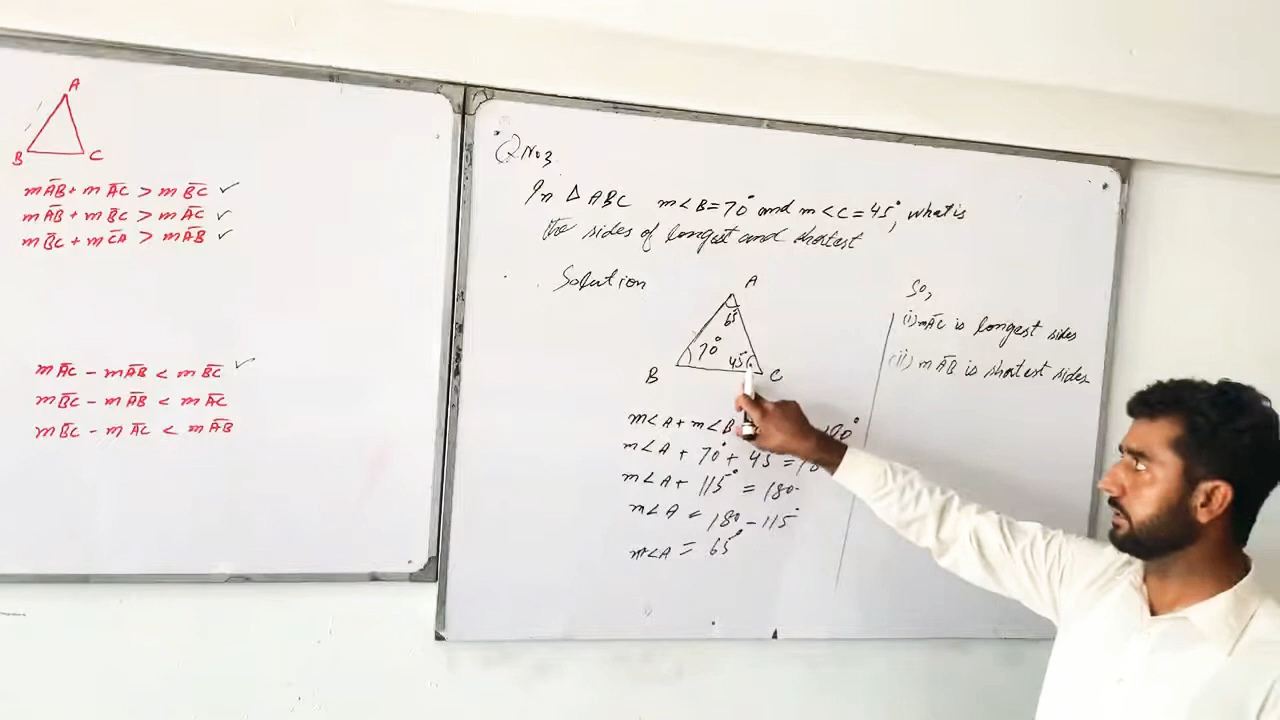 A
B C
mAB + mAC > mBC ✓
mAB + mBC > mAC ✓
mBC + mCA > mAB ✓
mAC - mAB < mBC ✓
mBC - mAB < mAC
mBC - mAC < mAB
QNo3
In △ABC m<B=70° and m<C=45°, what is
the sides of longest and shortest
Solution
A
65°
70° 45°
B C
m<A + m<B 180°
m<A + 70° + 45 = 18
m<A + 115° = 180
m<A = 180 - 115°
m<A = 65°
So,
(i) mAC is longest sides
(ii) mAB is shortest sides